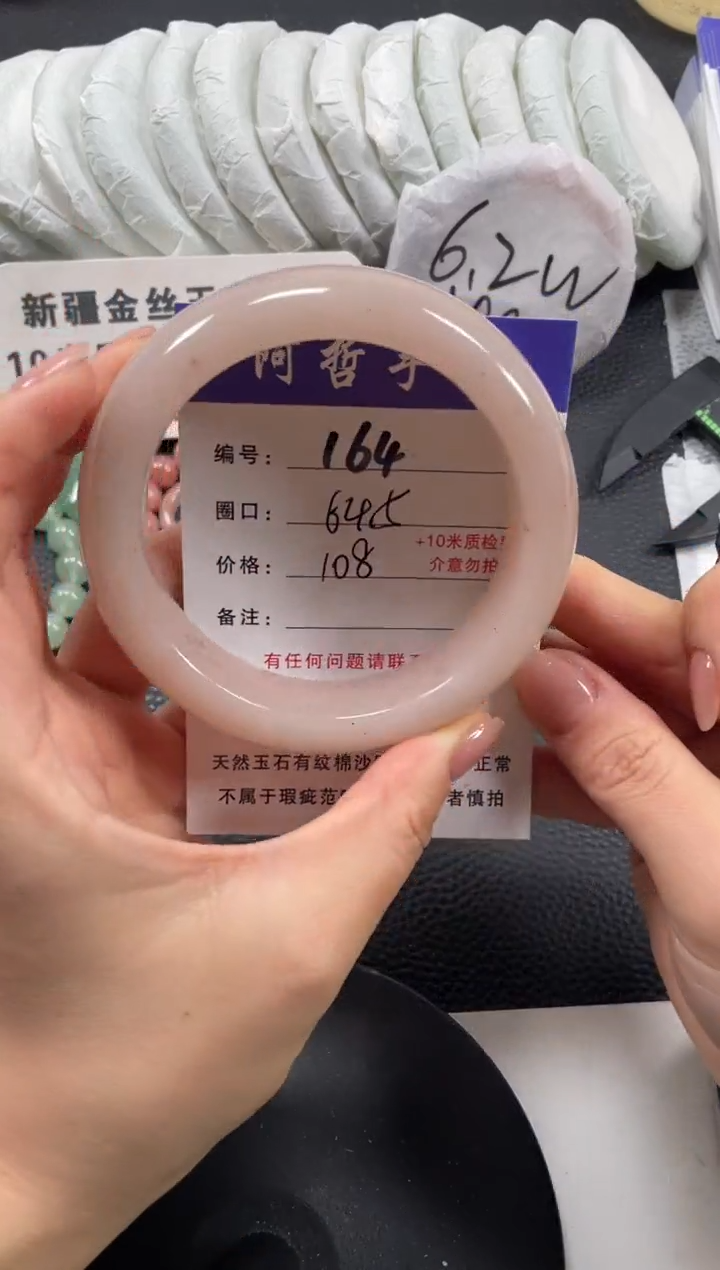 6.2W
新疆金丝玉
阿哲手
编号： 164
圈口：
+10米质检
价格： 108
介意勿拍
备注：
有任何问题请联
天然玉石有纹棉沙 正常
不属于瑕疵范 者慎拍